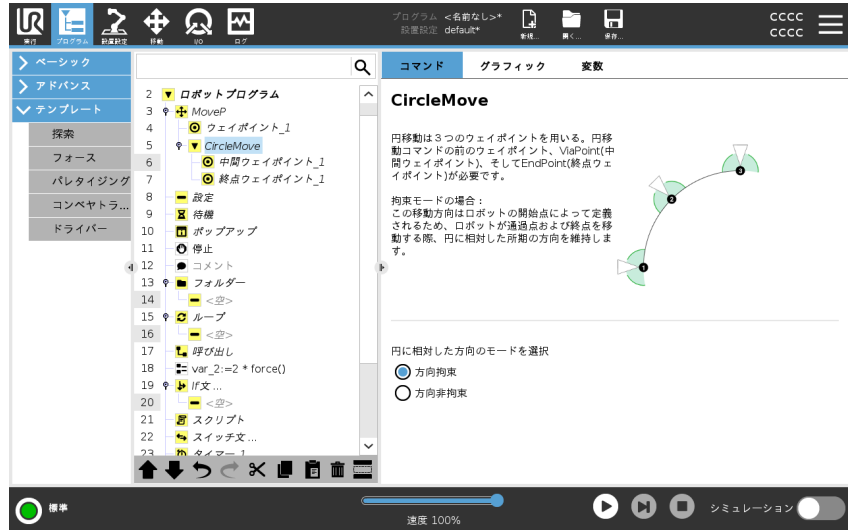 UR
実行
プログラム
設置設定
移動
I/O
ログ
プログラム <名前なし>*
設置設定 default*
新規...
開く...
保存...
CCCC
CCCC
ベーシック
アドバンス
テンプレート
探索
フォース
パレタイジング
コンベヤトラ...
ドライバー
2 ロボットプログラム
3 MoveP
4 ウェイポイント_1
5 CircleMove
6 中間ウェイポイント_1
7 終点ウェイポイント_1
8 設定
9 待機
10 ポップアップ
11 停止
12 コメント
13 フォルダー
14 <空>
15 ループ
16 <空>
17 呼び出し
18 var_2:=2 * force()
19 If文...
20 <空>
21 スクリプト
22 スイッチ文...
23 タイマー_1
コマンド
グラフィック
変数
CircleMove
円移動は３つのウェイポイントを用いる。円移
動コマンドの前のウェイポイント、ViaPoint(中
間ウェイポイント)、そしてEndPoint(終点ウェ
イポイント)が必要です。
拘束モードの場合：
この移動方向はロボットの開始点によって定義
されるため、ロボットが通過点および終点を移
動する際、円に相対した所期の方向を維持しま
す。
3
2
1
円に相対した方向のモードを選択
方向拘束
方向非拘束
標準
速度 100%
シミュレーション